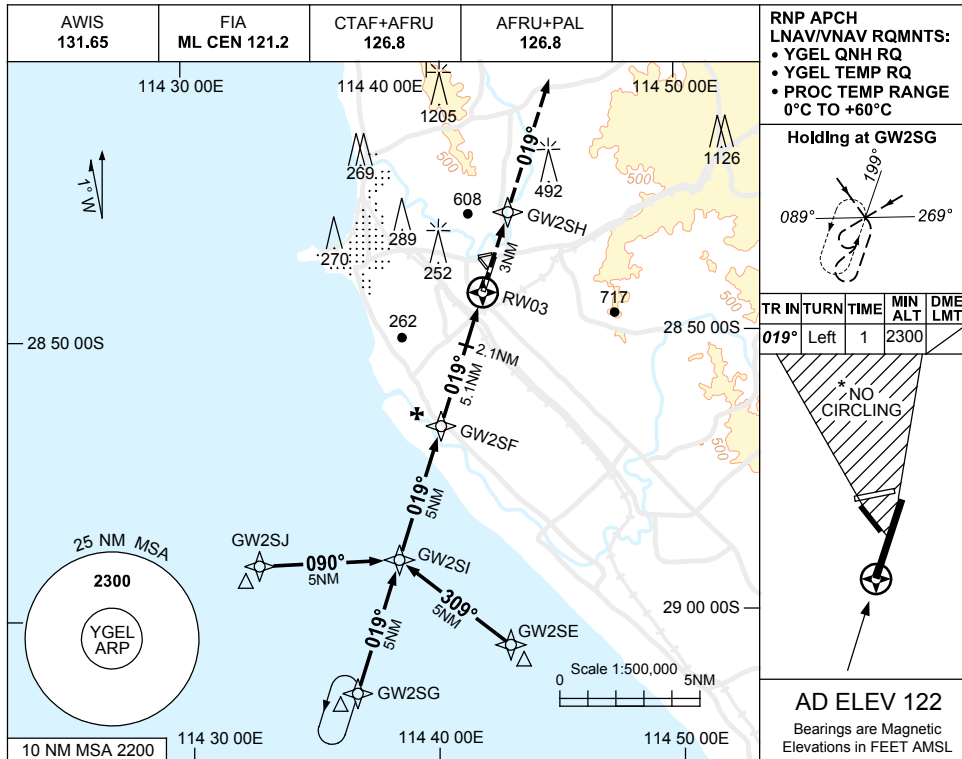 AWIS
131.65
FIA
ML CEN 121.2
CTAF+AFRU
126.8
AFRU+PAL
126.8
RNP APCH
LNAV/VNAV RQMNTS:
• YGEL QNH RQ
• YGEL TEMP RQ
• PROC TEMP RANGE
0°C TO +60°C
114 30 00E
114 40 00E
114 50 00E
1205
500
019°
1126
269
492
500
1° W
608
GW2SH
289
270
252
3NM
RW03
717
500
28 50 00S
28 50 00S
262
2.1NM
019°
5.1NM
GW2SF
500
019°
5NM
GW2SJ
090°
5NM
GW2SI
309°
5NM
29 00 00S
25 NM MSA
2300
YGEL
ARP
019°
5NM
GW2SE
Scale 1:500,000
0
5NM
GW2SG
10 NM MSA 2200
114 30 00E
114 40 00E
114 50 00E
Holding at GW2SG
199°
089°
269°
TR IN TURN TIME MIN ALT DME LMT
019° Left 1 2300
* NO
CIRCLING
AD ELEV 122
Bearings are Magnetic
Elevations in FEET AMSL